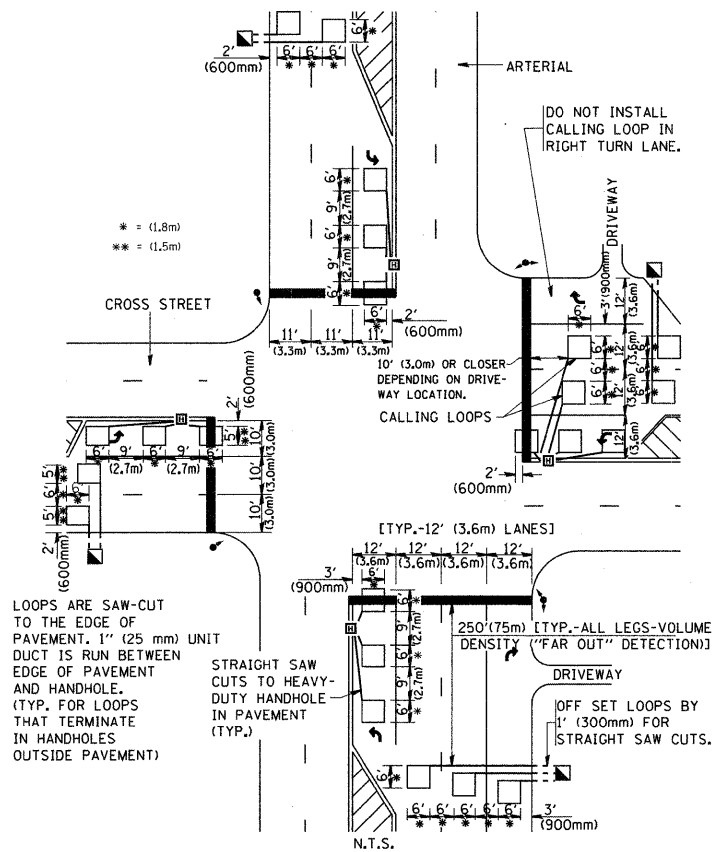 6'
6'
6'
6'
2'
(600mm)
ARTERIAL
DO NOT INSTALL
CALLING LOOP IN
RIGHT TURN LANE.
6'
9'
(2.7m)
6'
9'
(2.7m)
6'
* = (1.8m)
** = (1.5m)
DRIVEWAY
3'(900mm)
12'
(3.6m)
H
CROSS STREET
6'
2'
(600mm)
11'
(3.3m)
11'
(3.3m)
11'
(3.3m)
6'
10' (3.0m) OR CLOSER
DEPENDING ON DRIVE-
WAY LOCATION.
6'
6'
6'
12'
(3.6m)
12'
(3.6m)
6'
6'
6'
CALLING LOOPS
2'
(600mm)
H
5'
10'
(3.0m)
6'
9'
(2.7m)
6'
9'
(2.7m)
6'
12'
(3.6m)
H
2'
(600mm)
5'
6'
5'
6'
10'
(3.0m)
10'
(3.0m)
2'
(600mm)
[TYP.-12' (3.6m) LANES]
12'
(3.6m)
12'
(3.6m)
12'
(3.6m)
12'
(3.6m)
3'
(900mm)
6'
LOOPS ARE SAW-CUT
TO THE EDGE OF
PAVEMENT. 1" (25 mm) UNIT
DUCT IS RUN BETWEEN
EDGE OF PAVEMENT
AND HANDHOLE.
(TYP. FOR LOOPS
THAT TERMINATE
IN HANDHOLES
OUTSIDE PAVEMENT)
H
6'
9'
(2.7m)
6'
9'
(2.7m)
6'
250'(75m) [TYP.-ALL LEGS-VOLUME
DENSITY ("FAR OUT" DETECTION)]
STRAIGHT SAW
CUTS TO HEAVY-
DUTY HANDHOLE
IN PAVEMENT
(TYP.)
DRIVEWAY
OFF SET LOOPS BY
1' (300mm) FOR
STRAIGHT SAW CUTS.
6'
6'
6'
6'
6'
6'
3'
(900mm)
N.T.S.